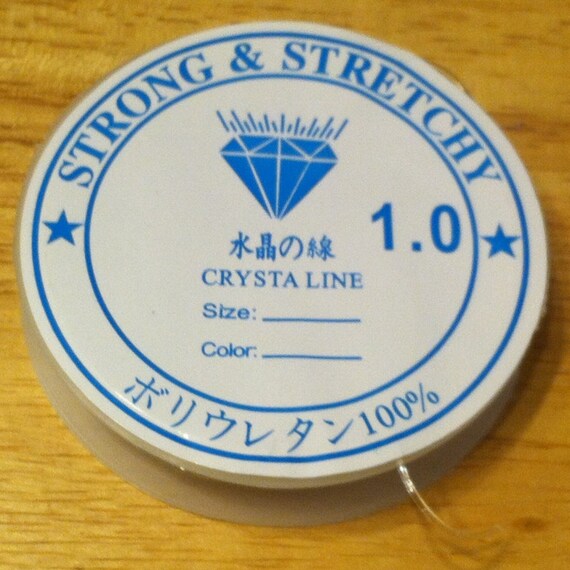 STRONG & STRETCHY
1.0
水晶の線
CRYSTA LINE
Size:
Color:
ボリウレタン100%